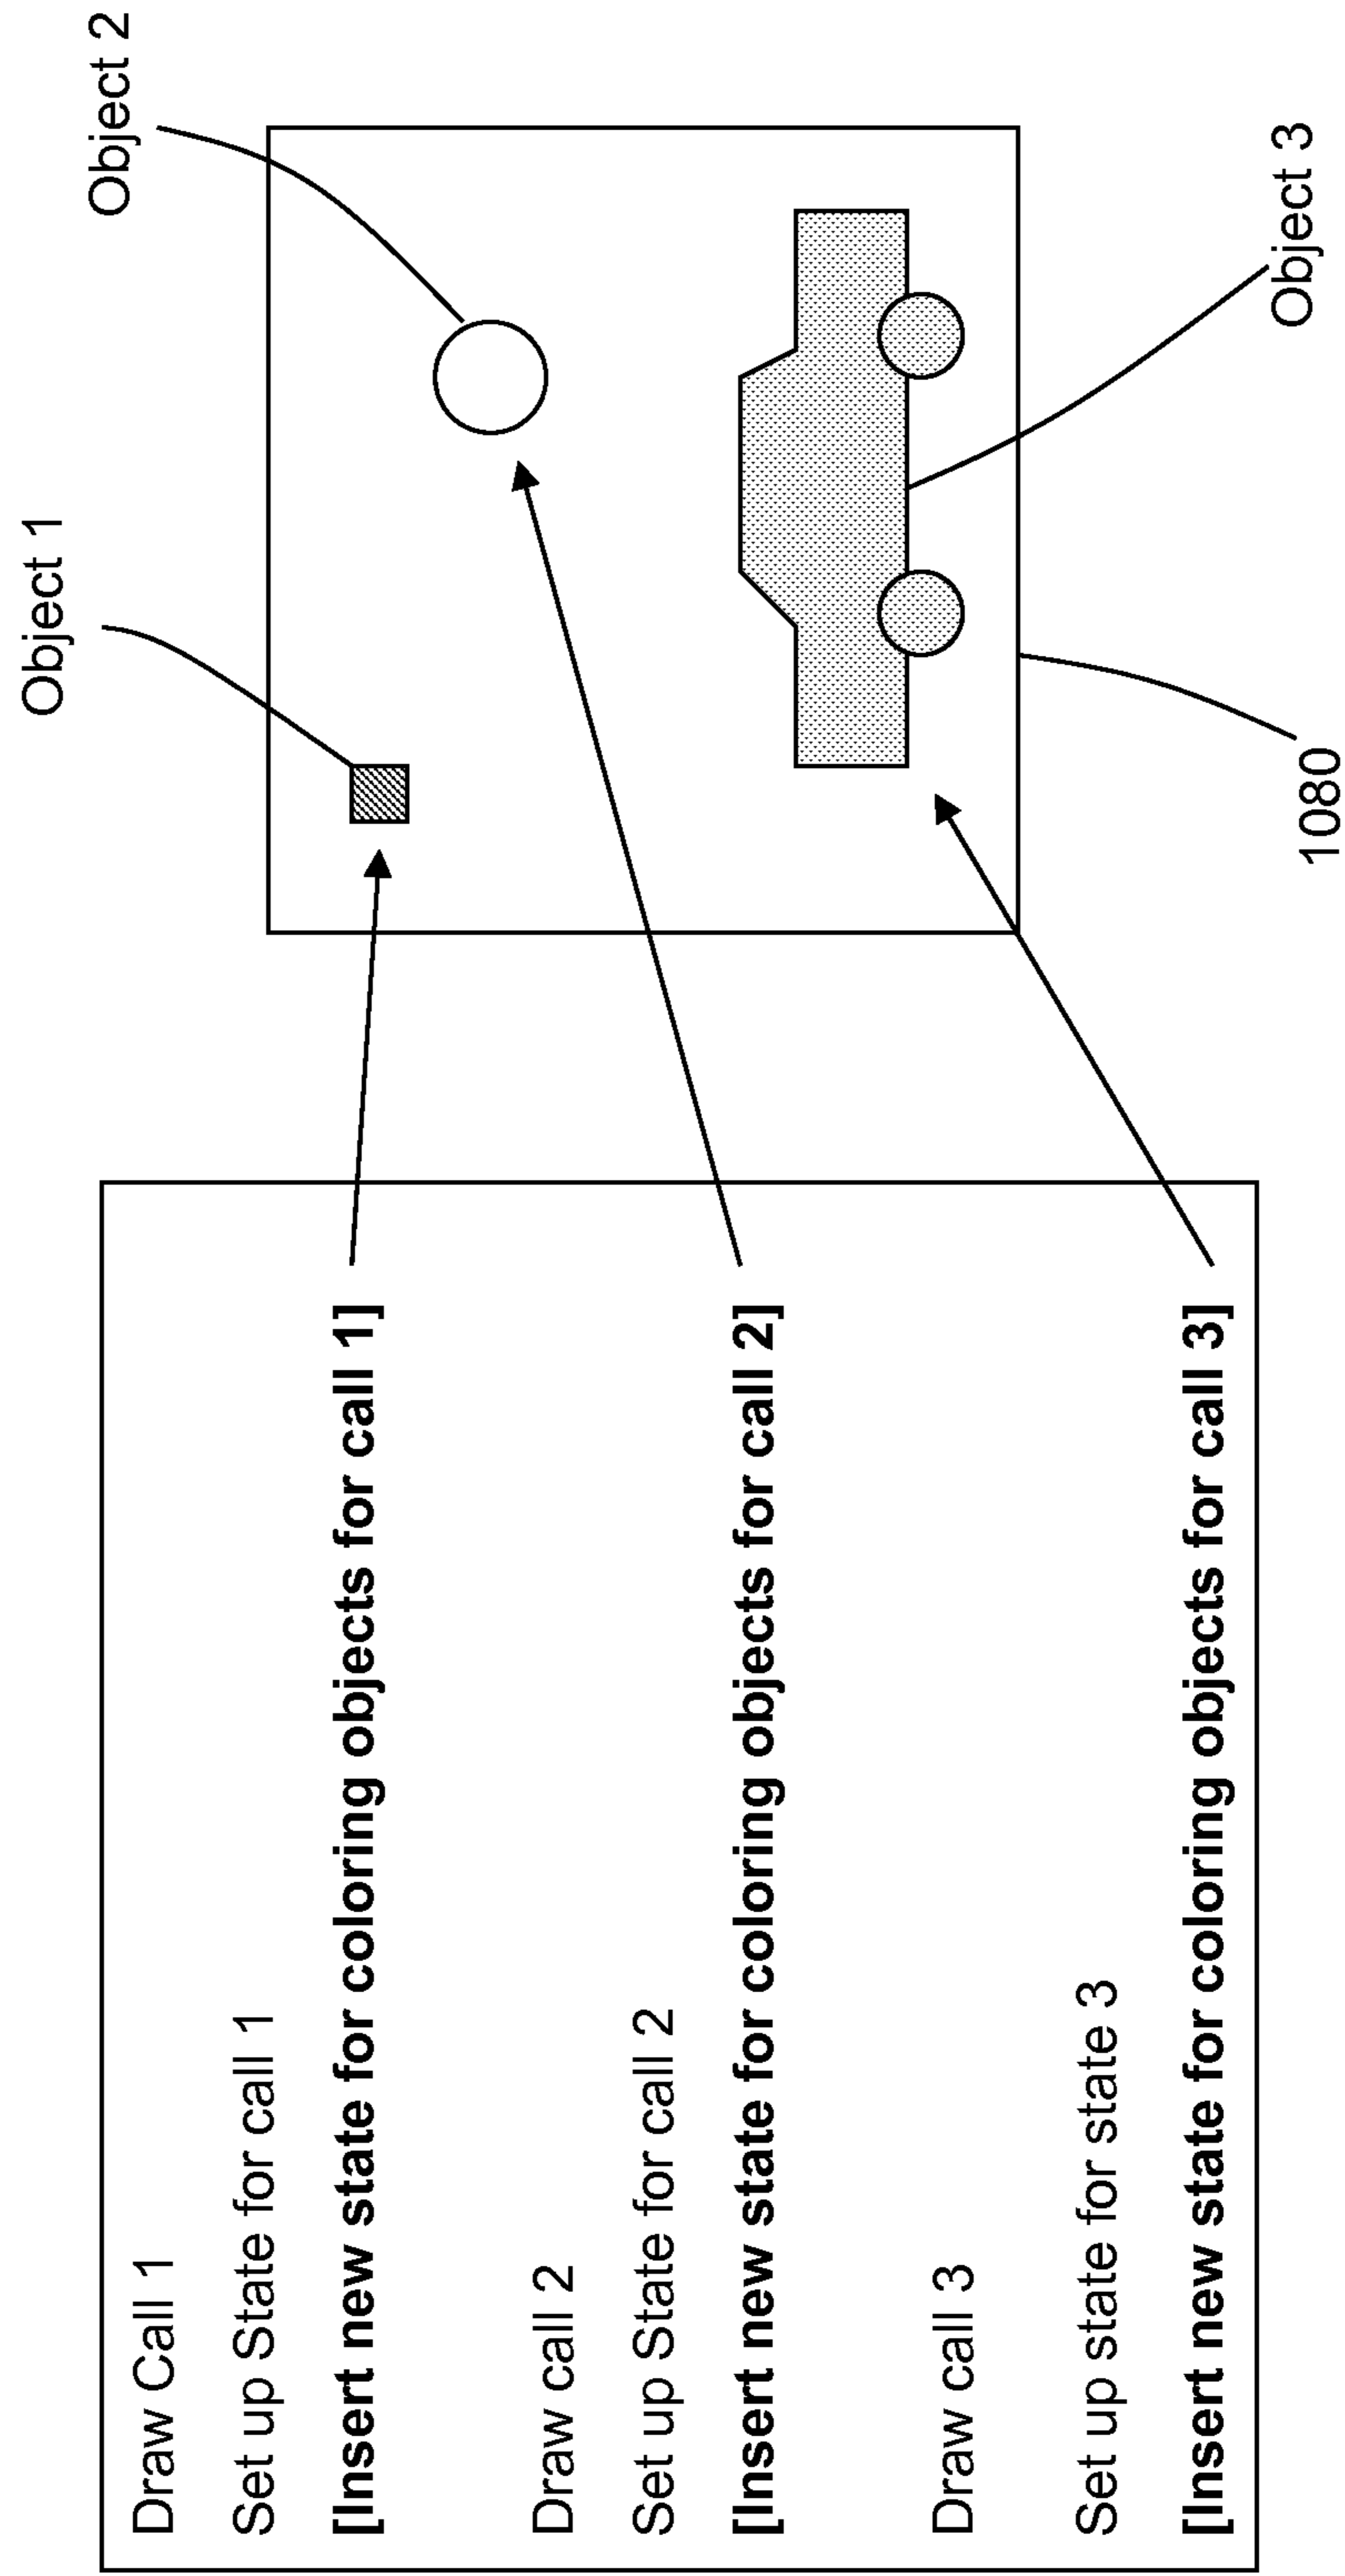 Draw Call 1
Set up State for call 1
[Insert new state for coloring objects for call 1]
Draw call 2
Set up State for call 2
[Insert new state for coloring objects for call 2]
Draw call 3
Set up state for state 3
[Insert new state for coloring objects for call 3]
Object 1
Object 2
Object 3
1080